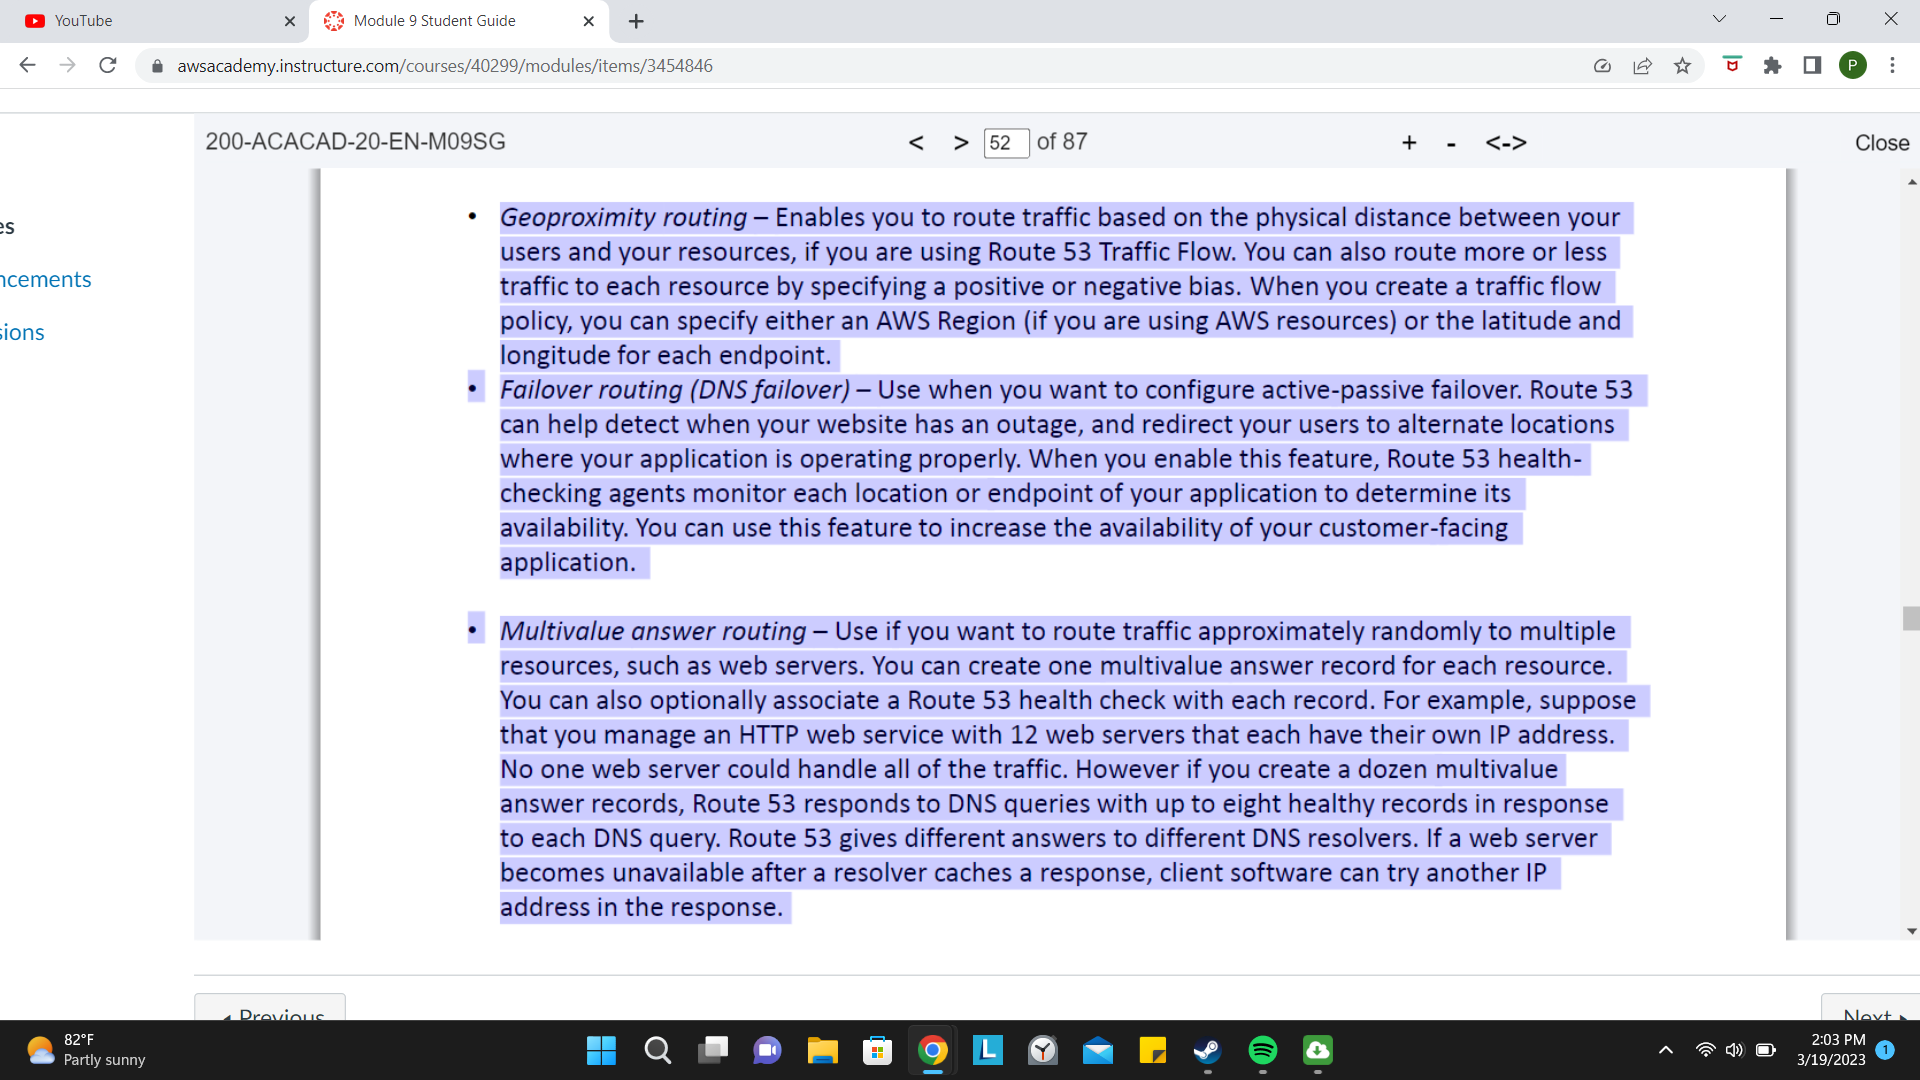 YouTube
Module 9 Student Guide
awsacademy.instructure.com/courses/40299/modules/items/3454846
P
200-ACACAD-20-EN-M09SG
< > 52 of 87
+ - <->
Close
es
ncements
sions
• Geoproximity routing – Enables you to route traffic based on the physical distance between your
users and your resources, if you are using Route 53 Traffic Flow. You can also route more or less
traffic to each resource by specifying a positive or negative bias. When you create a traffic flow
policy, you can specify either an AWS Region (if you are using AWS resources) or the latitude and
longitude for each endpoint.
• Failover routing (DNS failover) – Use when you want to configure active-passive failover. Route 53
can help detect when your website has an outage, and redirect your users to alternate locations
where your application is operating properly. When you enable this feature, Route 53 health-
checking agents monitor each location or endpoint of your application to determine its
availability. You can use this feature to increase the availability of your customer-facing
application.
• Multivalue answer routing – Use if you want to route traffic approximately randomly to multiple
resources, such as web servers. You can create one multivalue answer record for each resource.
You can also optionally associate a Route 53 health check with each record. For example, suppose
that you manage an HTTP web service with 12 web servers that each have their own IP address.
No one web server could handle all of the traffic. However if you create a dozen multivalue
answer records, Route 53 responds to DNS queries with up to eight healthy records in response
to each DNS query. Route 53 gives different answers to different DNS resolvers. If a web server
becomes unavailable after a resolver caches a response, client software can try another IP
address in the response.
Previous
Next
82°F
Partly sunny
L
2:03 PM
3/19/2023
1